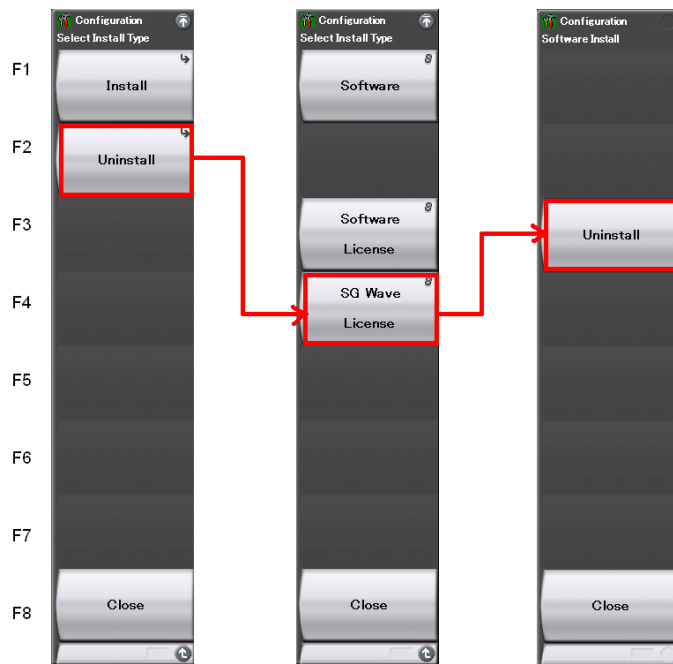 Configuration
Select Install Type
Configuration
Select Install Type
Configuration
Software Install
F1
Install
Software
F2
Uninstall
F3
Software
License
Uninstall
F4
SG Wave
License
F5
F6
F7
F8
Close
Close
Close